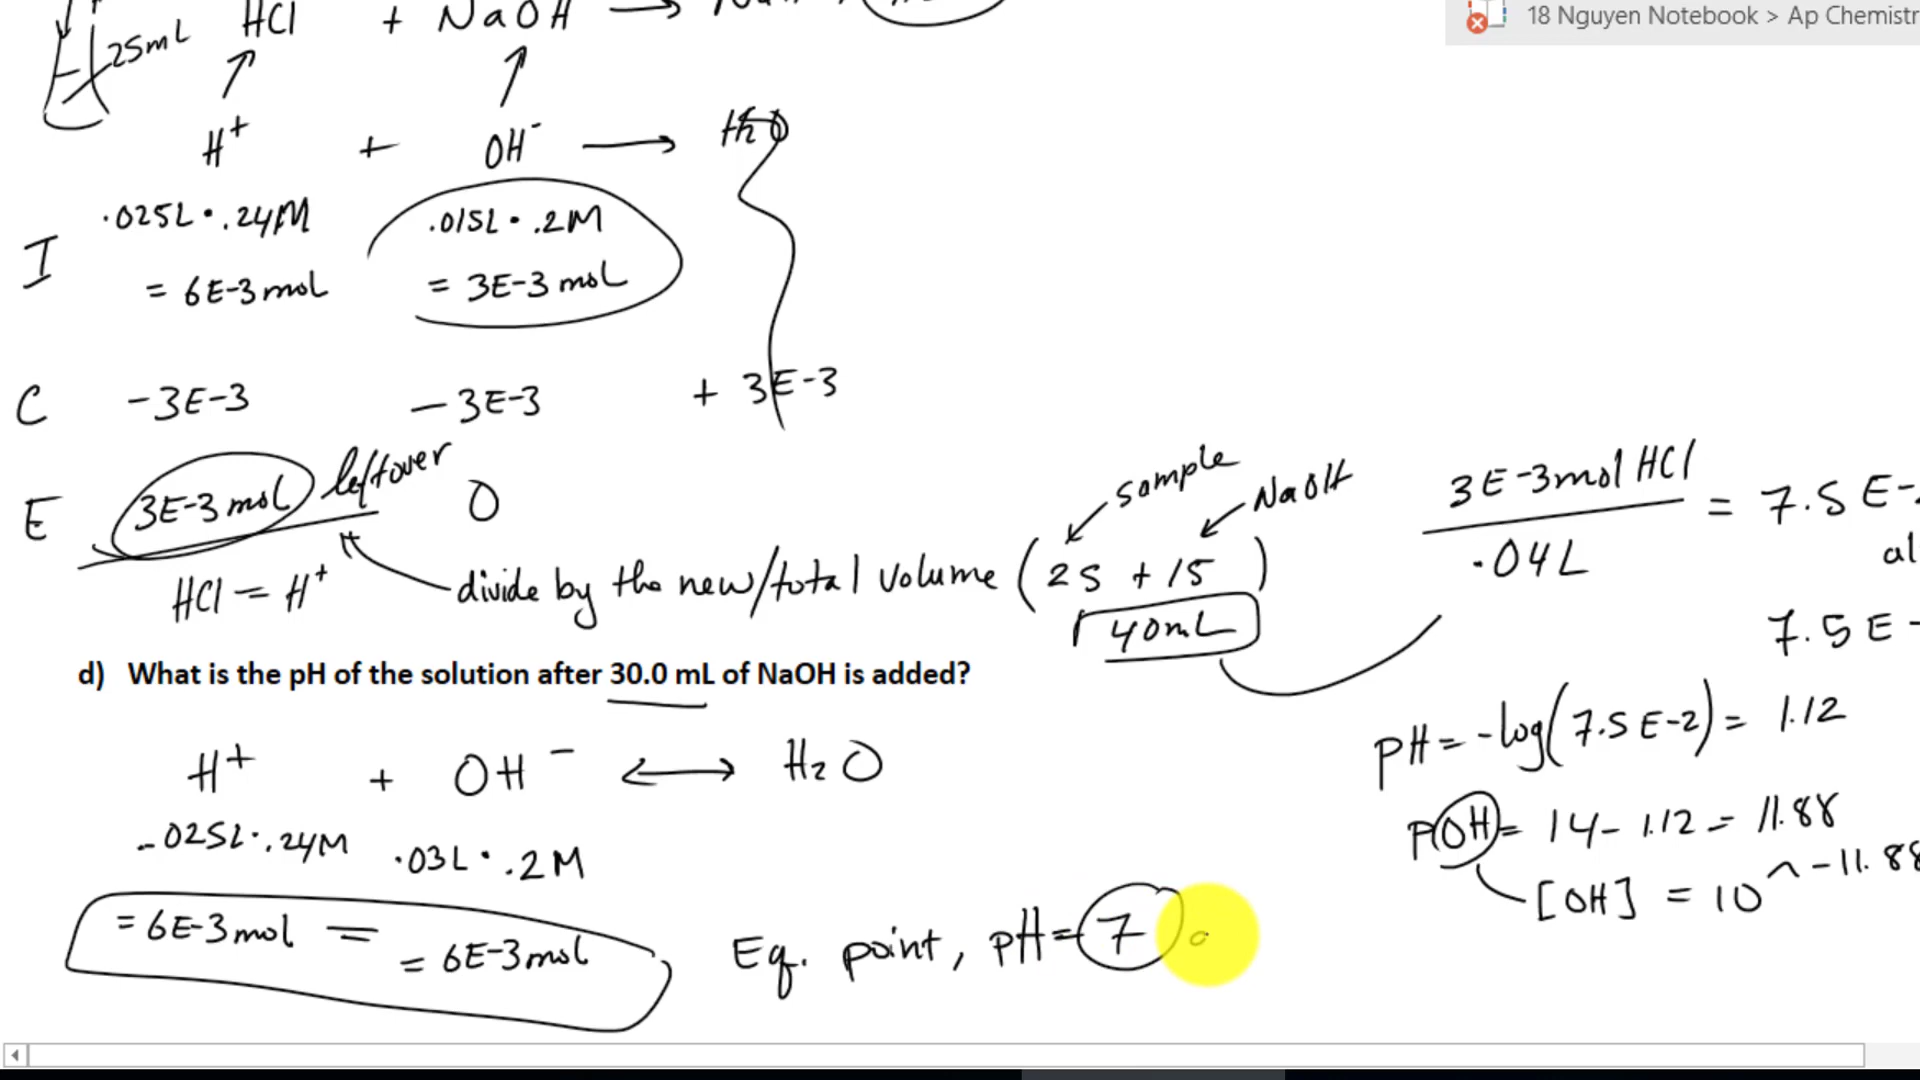 18 Nguyen Notebook > Ap Chemistr
25mL HCl + NaOH →
H⁺ + OH⁻ → H2O
I .025L • .24M .015L • .2M
= 6E-3 mol = 3E-3 mol
C -3E-3 - 3E-3 + 3E-3
E 3E-3 mol leftover 0
HCl = H⁺
sample NaOH
divide by the new/total volume (25 + 15)
40mL
3E-3 mol HCl / .04L = 7.5 E-
7.5 E-
pH = -log(7.5 E-2) = 1.12
pOH = 14 - 1.12 = 11.88
[OH] = 10 ^ -11.88
d) What is the pH of the solution after 30.0 mL of NaOH is added?
H⁺ + OH⁻ ↔ H2O
.025L • .24M .03L • .2M
= 6E-3 mol = = 6E-3 mol
Eq. point, pH = 7